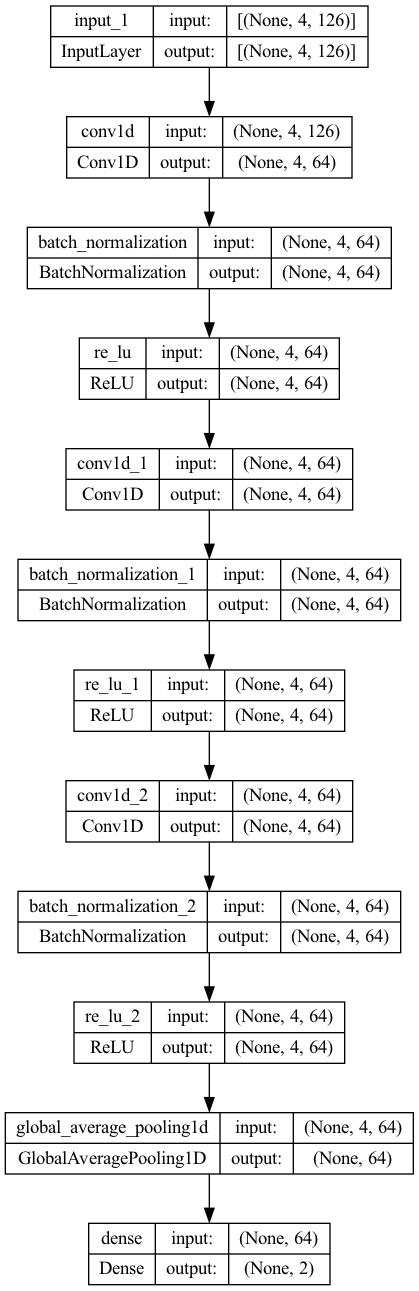 input_1 input: [(None, 4, 126)]
InputLayer output: [(None, 4, 126)]
conv1d input: (None, 4, 126)
Conv1D output: (None, 4, 64)
batch_normalization input: (None, 4, 64)
BatchNormalization output: (None, 4, 64)
re_lu input: (None, 4, 64)
ReLU output: (None, 4, 64)
conv1d_1 input: (None, 4, 64)
Conv1D output: (None, 4, 64)
batch_normalization_1 input: (None, 4, 64)
BatchNormalization output: (None, 4, 64)
re_lu_1 input: (None, 4, 64)
ReLU output: (None, 4, 64)
conv1d_2 input: (None, 4, 64)
Conv1D output: (None, 4, 64)
batch_normalization_2 input: (None, 4, 64)
BatchNormalization output: (None, 4, 64)
re_lu_2 input: (None, 4, 64)
ReLU output: (None, 4, 64)
global_average_pooling1d input: (None, 4, 64)
GlobalAveragePooling1D output: (None, 64)
dense input: (None, 64)
Dense output: (None, 2)